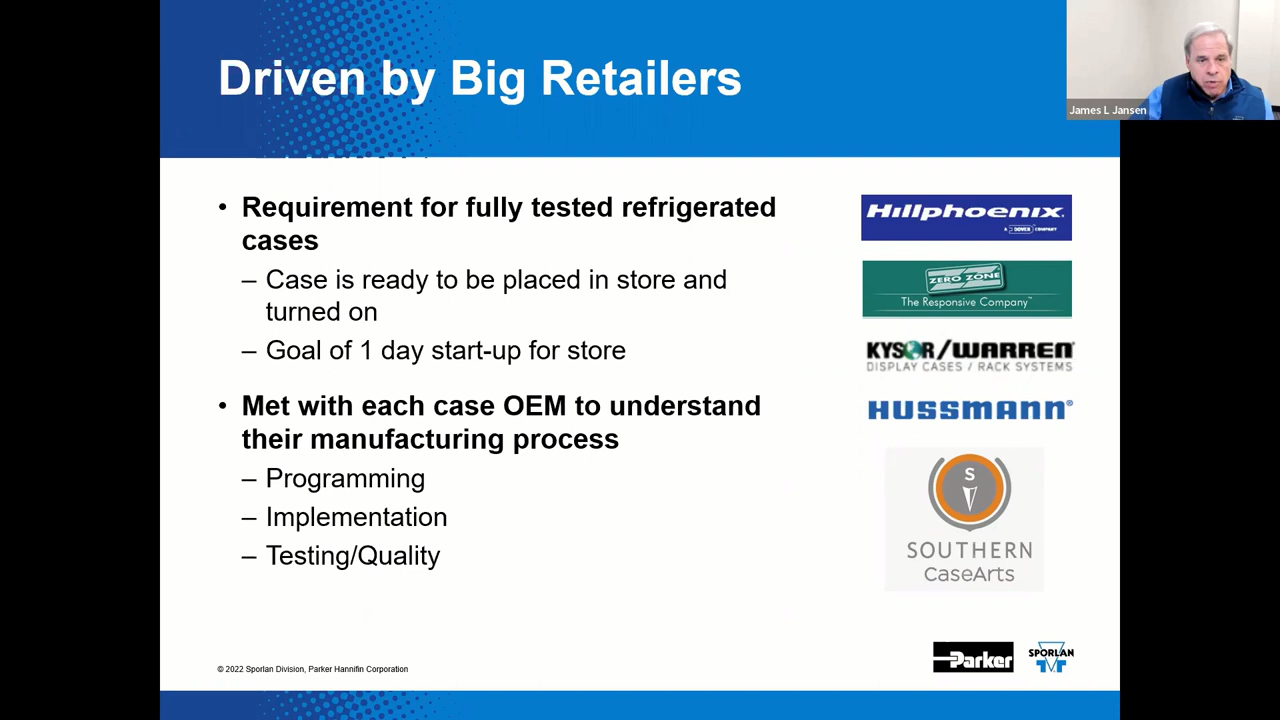 Driven by Big Retailers
James L Jansen
• Requirement for fully tested refrigerated
cases
– Case is ready to be placed in store and
turned on
– Goal of 1 day start-up for store
• Met with each case OEM to understand
their manufacturing process
– Programming
– Implementation
– Testing/Quality
Hillphoenix
A DOVER COMPANY
ZERO ZONE
The Responsive Company™
KYSOR/WARREN®
DISPLAY CASES / RACK SYSTEMS
HUSSMANN®
S
SOUTHERN
CaseArts
© 2022 Sporlan Division, Parker Hannifin Corporation
Parker
SPORLAN